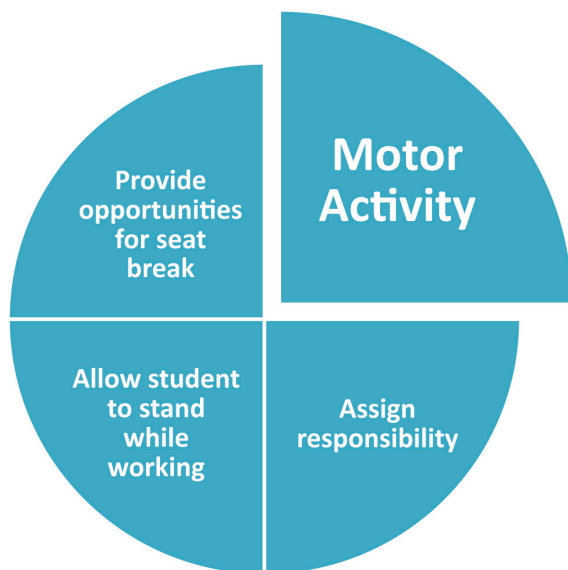 Motor
Activity
Provide
opportunities
for seat
break
Allow student
to stand
while
working
Assign
responsibility